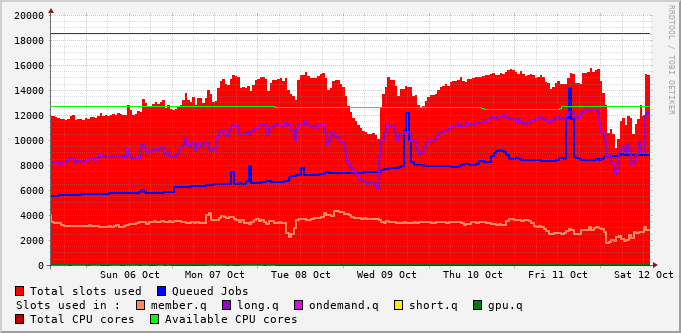 20000
18000
16000
14000
12000
10000
8000
6000
4000
2000
0
Sun 06 Oct Mon 07 Oct Tue 08 Oct Wed 09 Oct Thu 10 Oct Fri 11 Oct Sat 12 Oct
RRDTOOL / TOBI OETIKER
Total slots used Queued Jobs
Slots used in : member.q long.q ondemand.q short.q gpu.q
Total CPU cores Available CPU cores